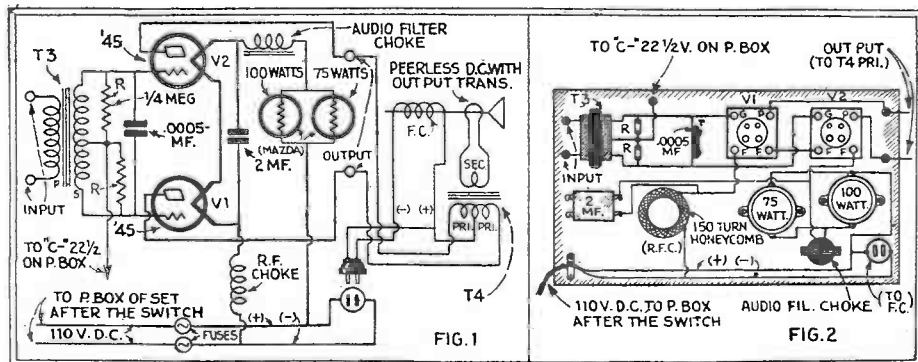 '45
T3
V2
R
1/4 MEG
.0005-
MF.
AUDIO FILTER
CHOKE
100 WATTS
75 WATTS
(MAZDA)
2 MF.
OUTPUT
PEERLESS D.C. WITH
OUTPUT TRANS.
F.C.
SEC
INPUT
P
S
R
V1
'45
TO "C-" 22 1/2
ON P. BOX
R.F.
CHOKE
(-) (+)
PRI. PRI.
T4
TO P. BOX OF SET
AFTER THE SWITCH
110 V. D.C.
FUSES
(+) (-)
FIG.1
TO "C-" 22 1/2 V. ON P. BOX
OUT PUT
(TO T4 PRI.)
T3
R
R
.0005
MF
V1
V2
G P
F F
G P
F F
INPUT
2
MF.
(R.F.C.)
150 TURN
HONEYCOMB
75
WATT.
100
WATT.
(+) (-)
110 V. D.C. TO P. BOX
AFTER THE SWITCH
AUDIO FIL. CHOKE
(TO
F.C.)
FIG.2